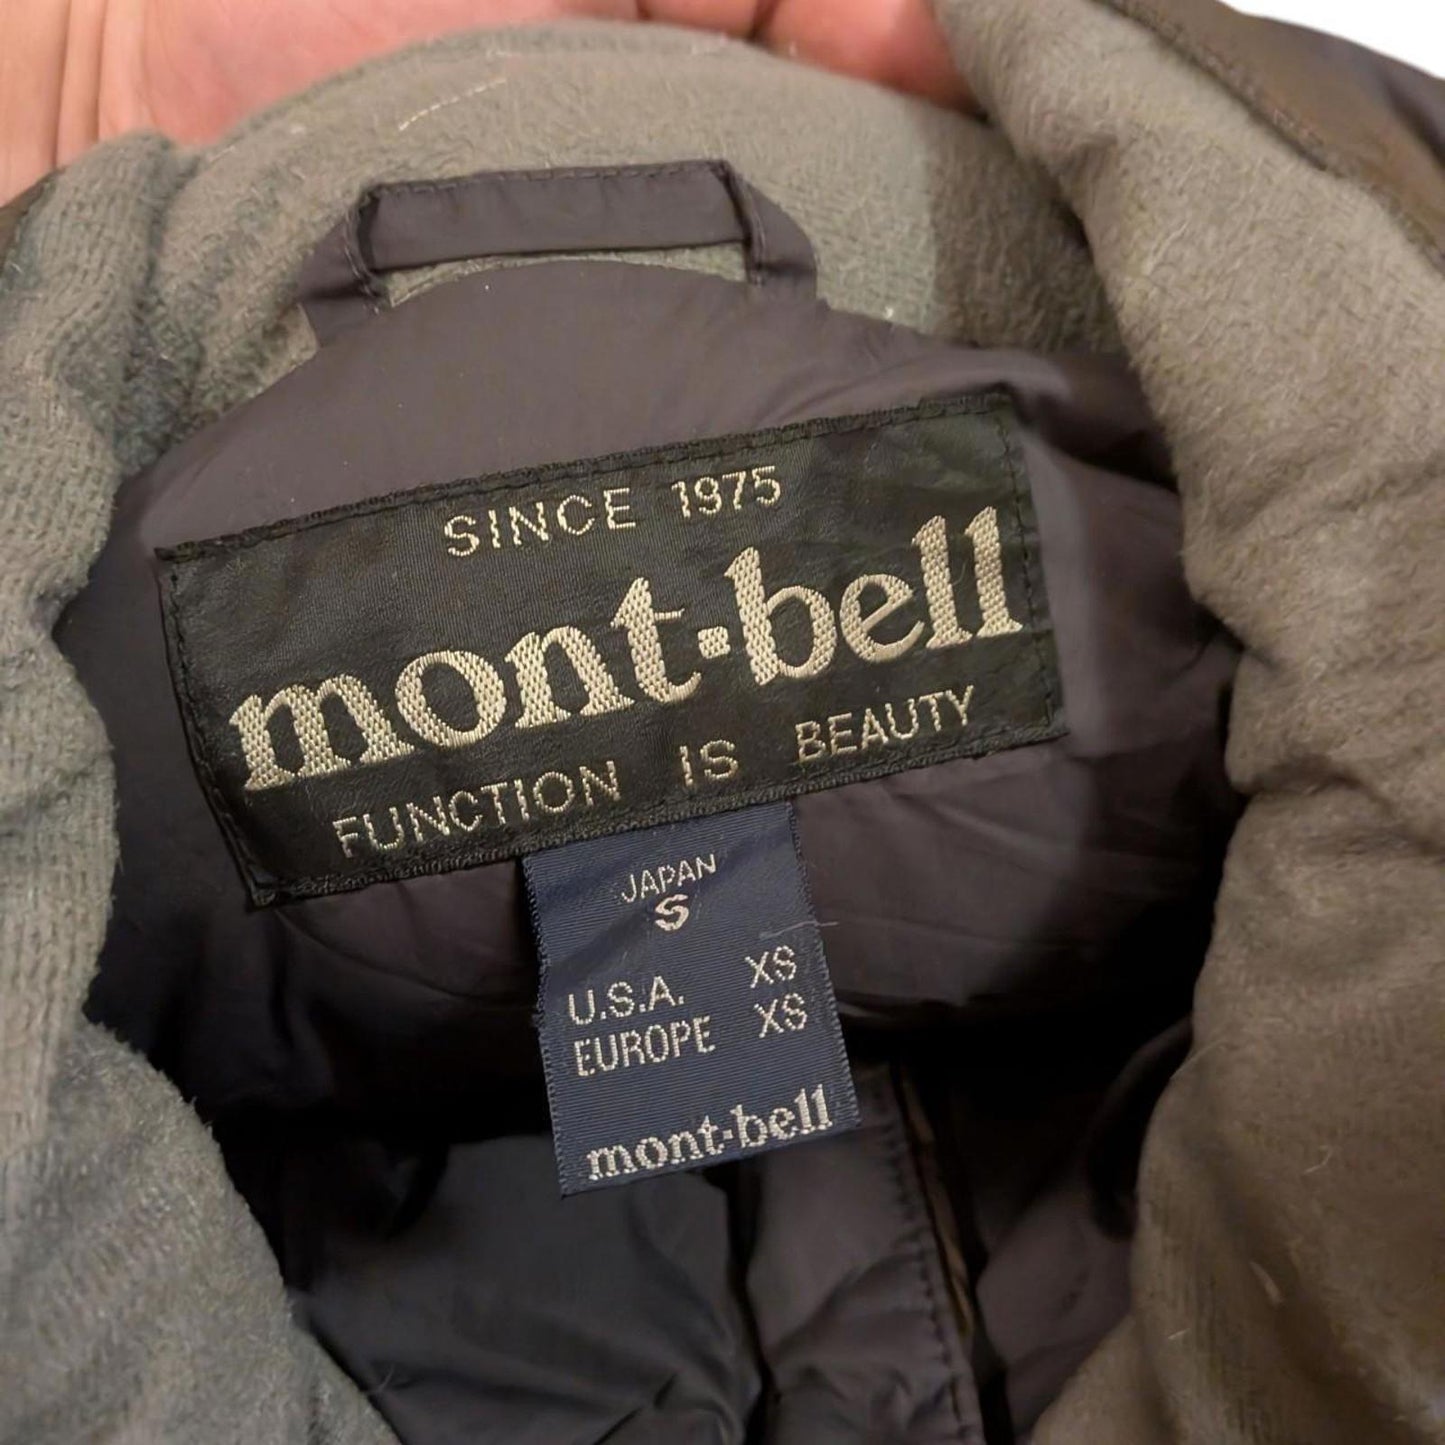 SINCE 1975
mont-bell
FUNCTION IS BEAUTY
JAPAN
S
U.S.A. XS
EUROPE XS
mont-bell